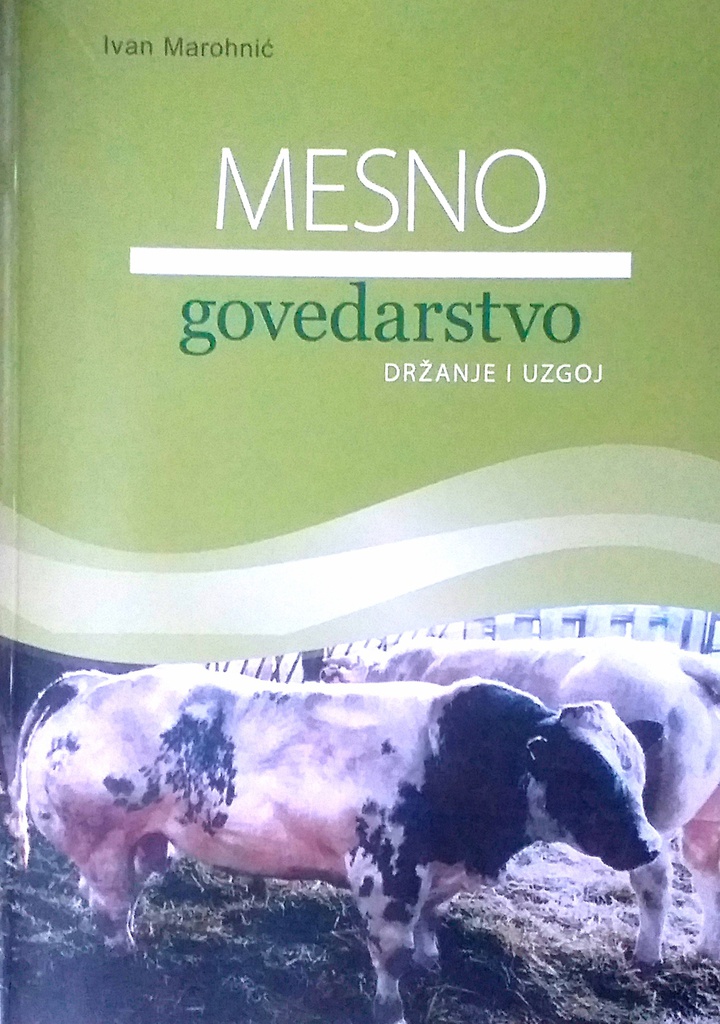 Ivan Marohnić
MESNO
govedarstvo
DRŽANJE I UZGOJ